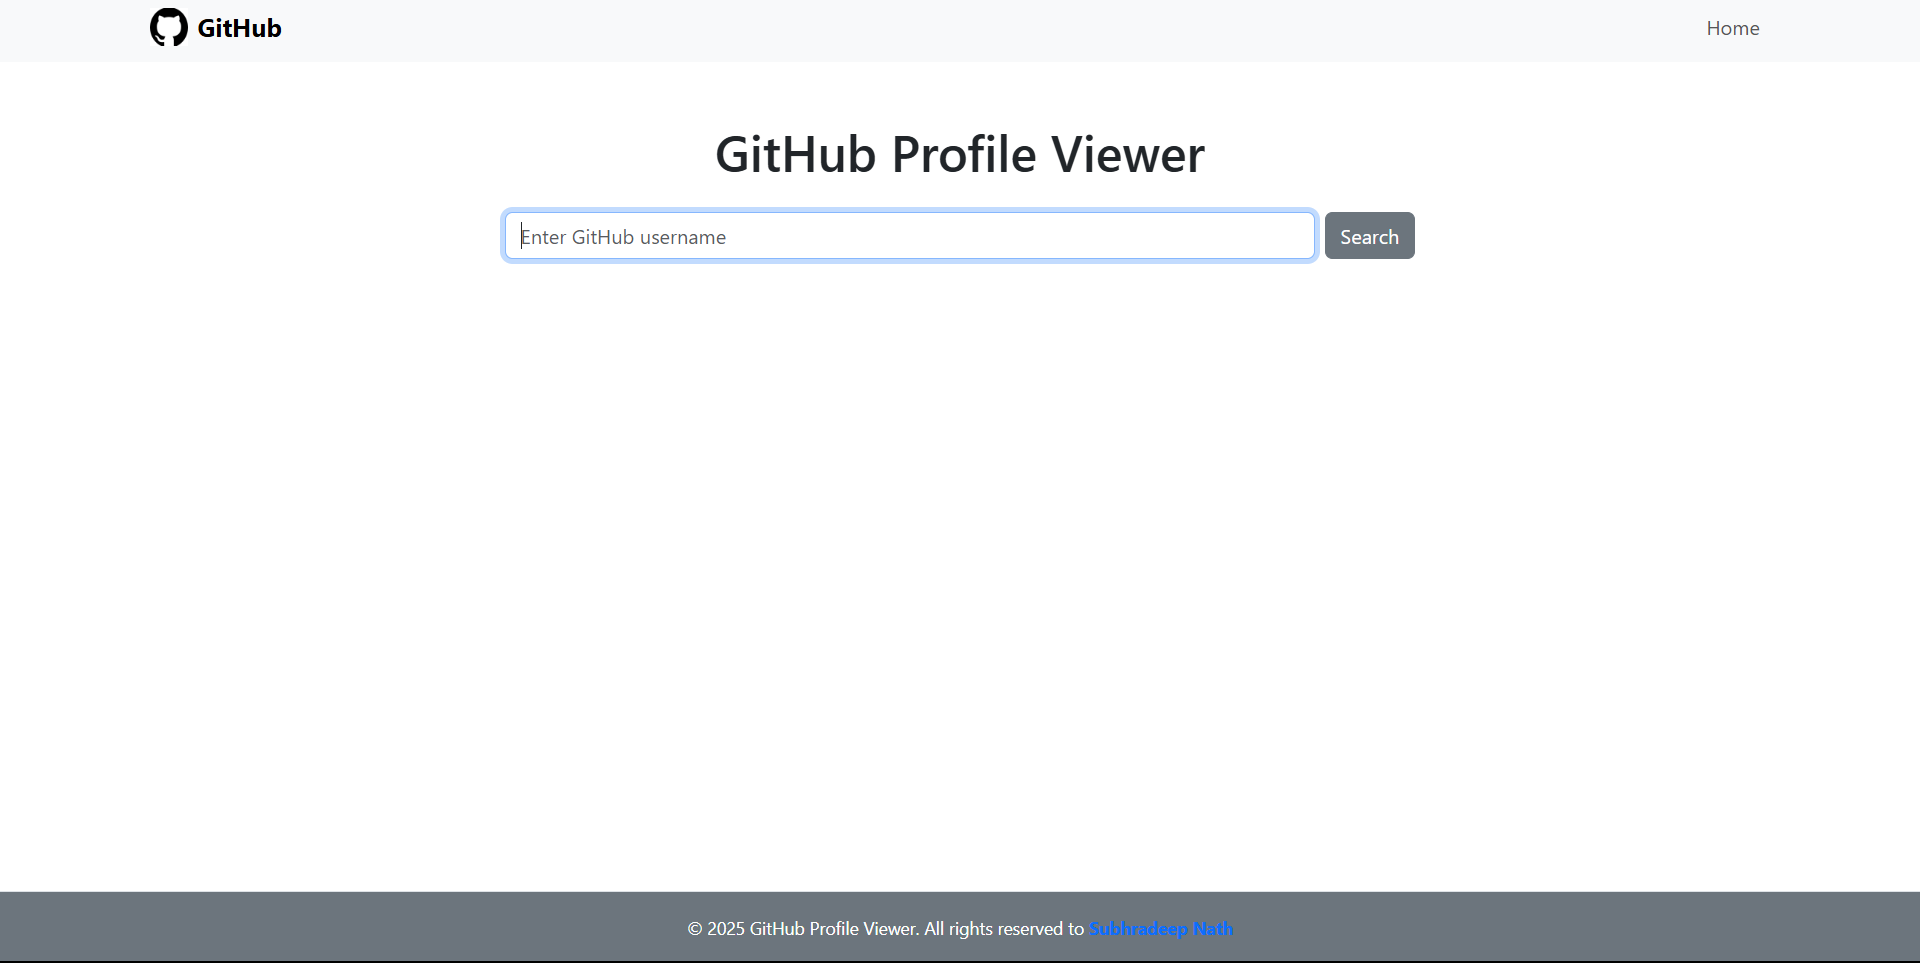 GitHub
Home
GitHub Profile Viewer
Enter GitHub username
Search
© 2025 GitHub Profile Viewer. All rights reserved to Subhradeep Nath